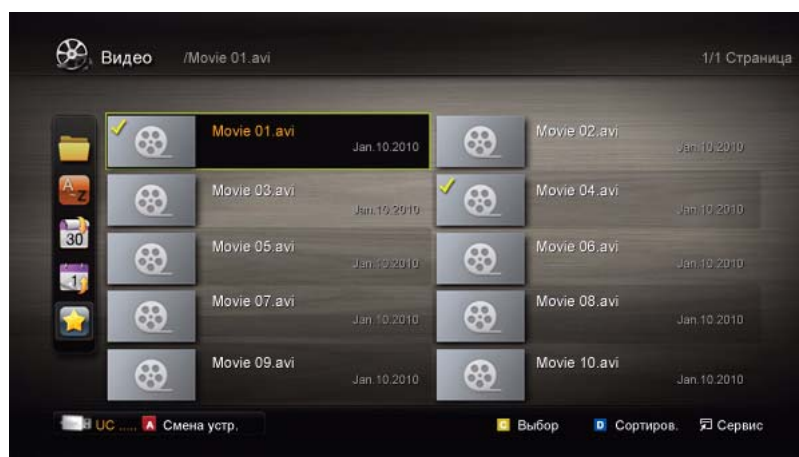 Видео /Movie 01.avi 1/1 Страница
Movie 01.avi
Jan.10.2010
Movie 02.avi
Jan.10.2010
A
Z
Movie 03.avi
Jan.10.2010
Movie 04.avi
Jan.10.2010
30
Movie 05.avi
Jan.10.2010
Movie 06.avi
Jan.10.2010
1
Movie 07.avi
Jan.10.2010
Movie 08.avi
Jan.10.2010
Movie 09.avi
Jan.10.2010
Movie 10.avi
Jan.10.2010
UC ..... A Смена устр. C Выбор D Сортиров. Сервис